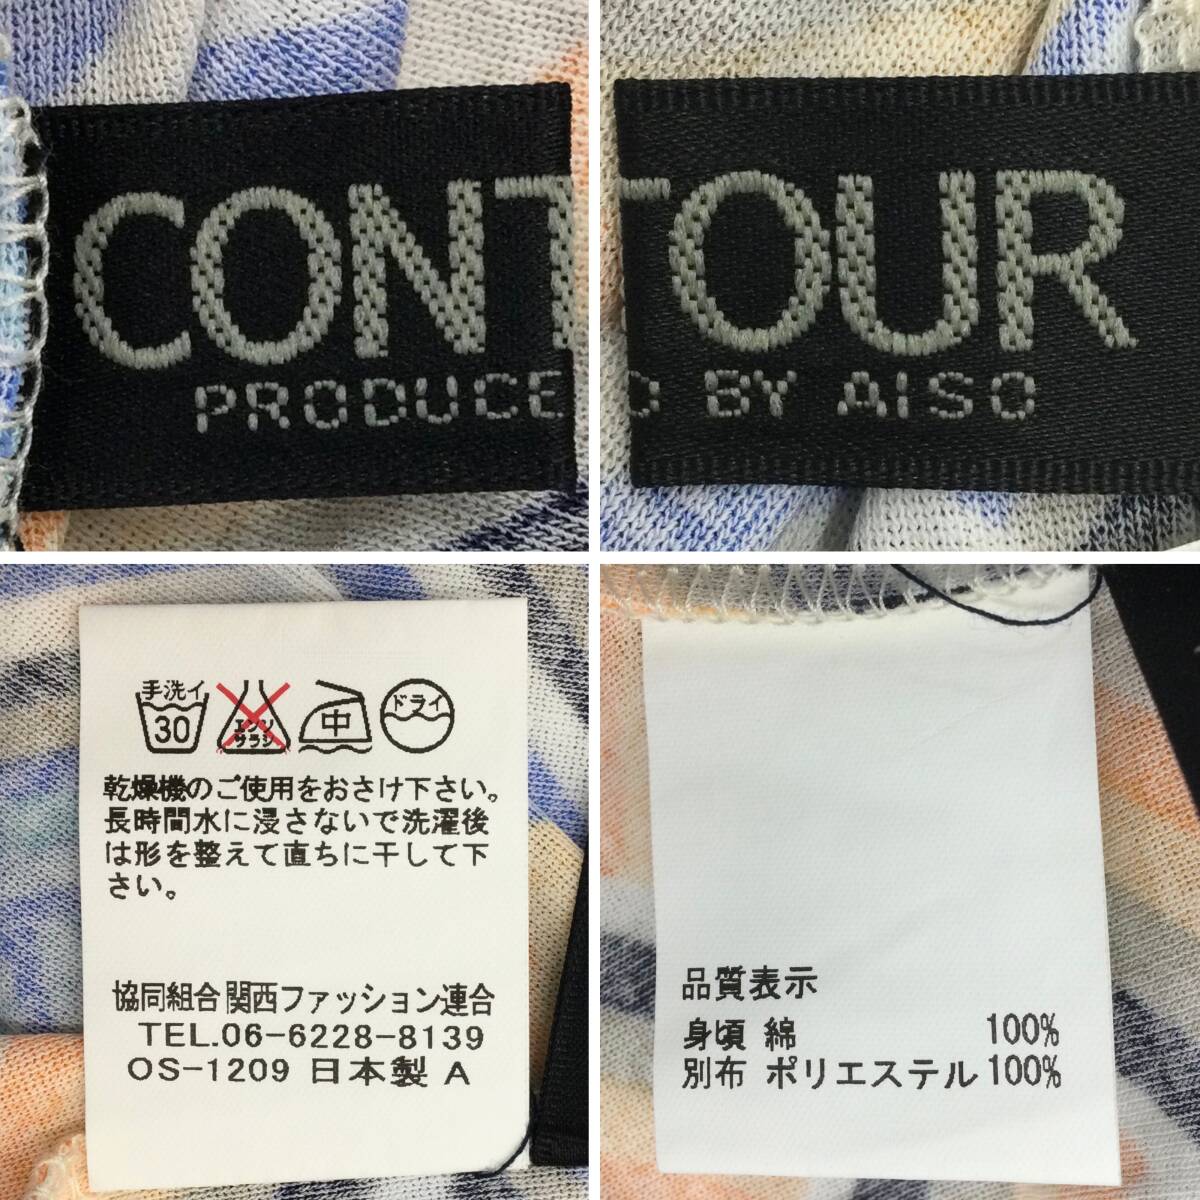 CONT
PRODUCE
TOUR
D BY AISO
手洗イ
30
エンソ
サラシ
中
ドライ
乾燥機のご使用をおさけ下さい。
長時間水に浸さないで洗濯後
は形を整えて直ちに干して下
さい。
協同組合関西ファッション連合
TEL.06-6228-8139
OS-1209 日本製 A
品質表示
身頃 綿 100%
別布 ポリエステル 100%